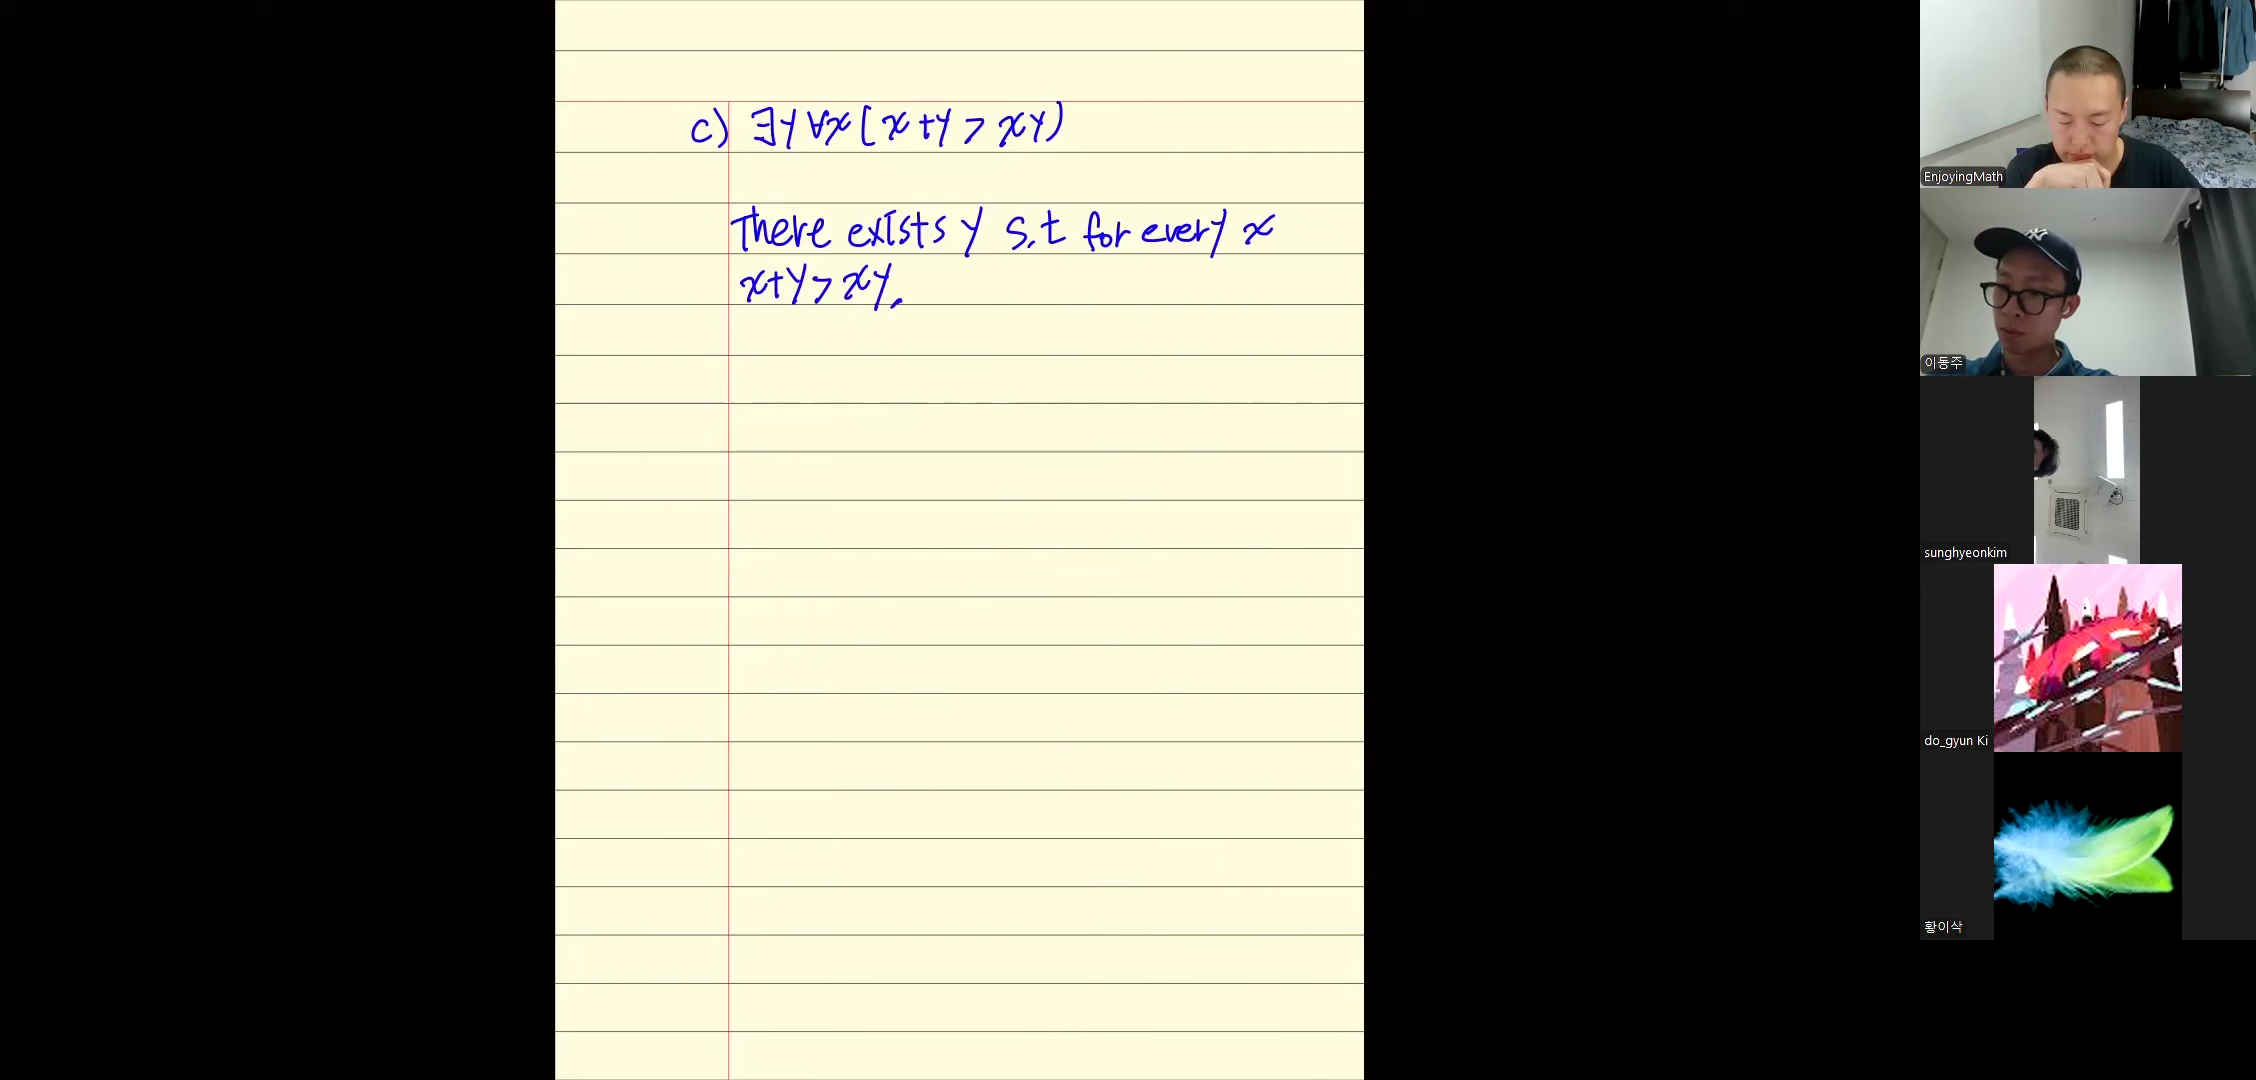 c) ∃y ∀x [x+y > xy)
There exists y s.t for every x
x+y > xy.
EnjoyingMath
이동주
sunghyeonkim
do_gyun Ki
황이삭